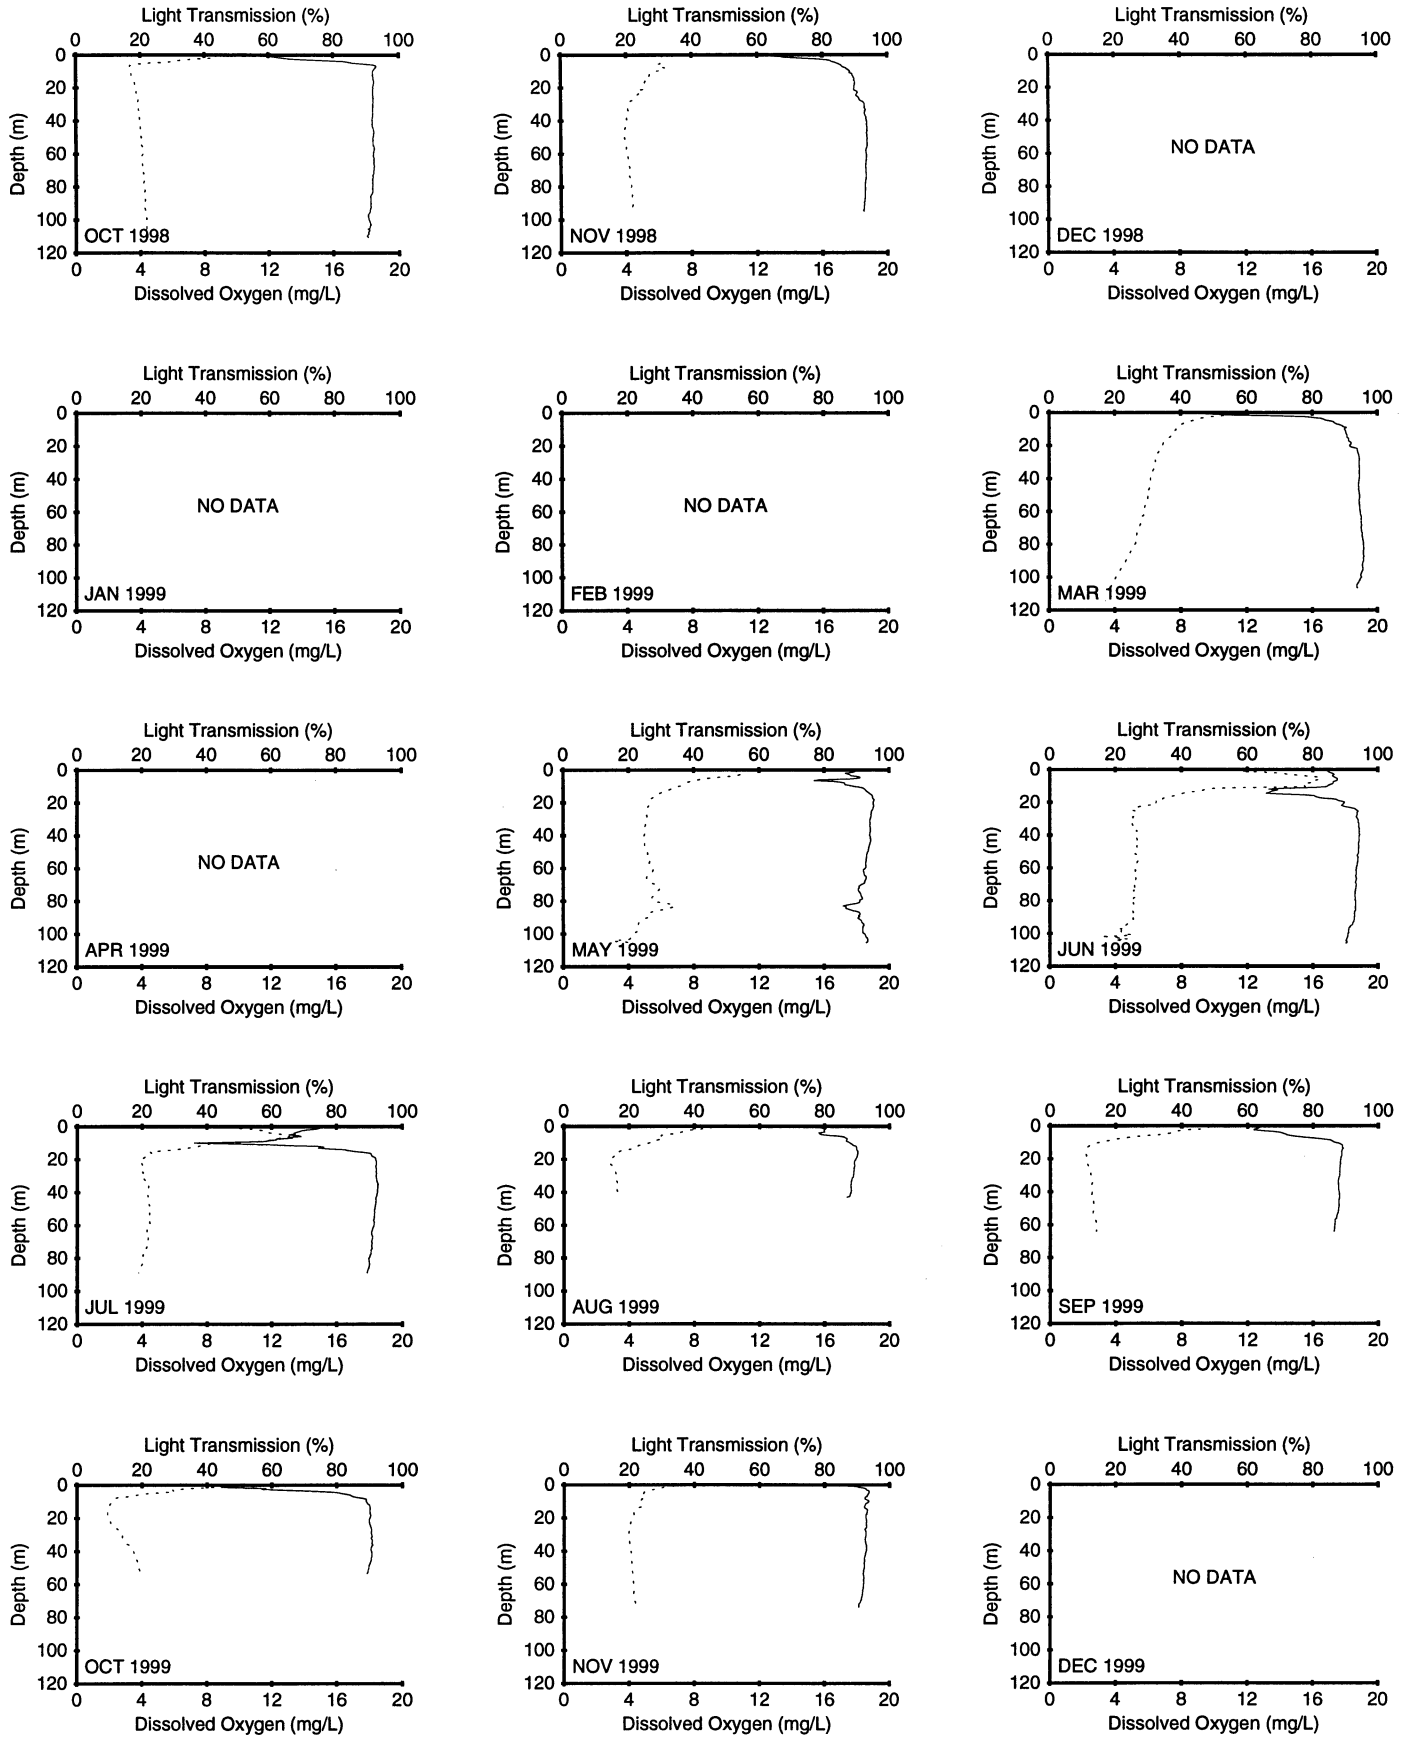 Light Transmission (%) Light Transmission (%) Light Transmission (%)
0 20 40 60 80 100 0 20 40 60 80 100 0 20 40 60 80 100
0 0 0
20 20 20
40 40 40
Depth (m) 60 Depth (m) 60 Depth (m) 60 NO DATA
80 80 80
100 100 100
OCT 1998 NOV 1998 DEC 1998
120 120 120
0 4 8 12 16 20 0 4 8 12 16 20 0 4 8 12 16 20
Dissolved Oxygen (mg/L) Dissolved Oxygen (mg/L) Dissolved Oxygen (mg/L)
Light Transmission (%) Light Transmission (%) Light Transmission (%)
0 20 40 60 80 100 0 20 40 60 80 100 0 20 40 60 80 100
0 0 0
20 20 20
40 40 40
Depth (m) 60 NO DATA Depth (m) 60 NO DATA Depth (m) 60
80 80 80
100 100 100
JAN 1999 FEB 1999 MAR 1999
120 120 120
0 4 8 12 16 20 0 4 8 12 16 20 0 4 8 12 16 20
Dissolved Oxygen (mg/L) Dissolved Oxygen (mg/L) Dissolved Oxygen (mg/L)
Light Transmission (%) Light Transmission (%) Light Transmission (%)
0 20 40 60 80 100 0 20 40 60 80 100 0 20 40 60 80 100
0 0 0
20 20 20
40 40 40
Depth (m) 60 NO DATA Depth (m) 60 Depth (m) 60
80 80 80
100 100 100
APR 1999 MAY 1999 JUN 1999
120 120 120
0 4 8 12 16 20 0 4 8 12 16 20 0 4 8 12 16 20
Dissolved Oxygen (mg/L) Dissolved Oxygen (mg/L) Dissolved Oxygen (mg/L)
Light Transmission (%) Light Transmission (%) Light Transmission (%)
0 20 40 60 80 100 0 20 40 60 80 100 0 20 40 60 80 100
0 0 0
20 20 20
40 40 40
Depth (m) 60 Depth (m) 60 Depth (m) 60
80 80 80
100 100 100
JUL 1999 AUG 1999 SEP 1999
120 120 120
0 4 8 12 16 20 0 4 8 12 16 20 0 4 8 12 16 20
Dissolved Oxygen (mg/L) Dissolved Oxygen (mg/L) Dissolved Oxygen (mg/L)
Light Transmission (%) Light Transmission (%) Light Transmission (%)
0 20 40 60 80 100 0 20 40 60 80 100 0 20 40 60 80 100
0 0 0
20 20 20
40 40 40
Depth (m) 60 Depth (m) 60 Depth (m) 60 NO DATA
80 80 80
100 100 100
OCT 1999 NOV 1999 DEC 1999
120 120 120
0 4 8 12 16 20 0 4 8 12 16 20 0 4 8 12 16 20
Dissolved Oxygen (mg/L) Dissolved Oxygen (mg/L) Dissolved Oxygen (mg/L)